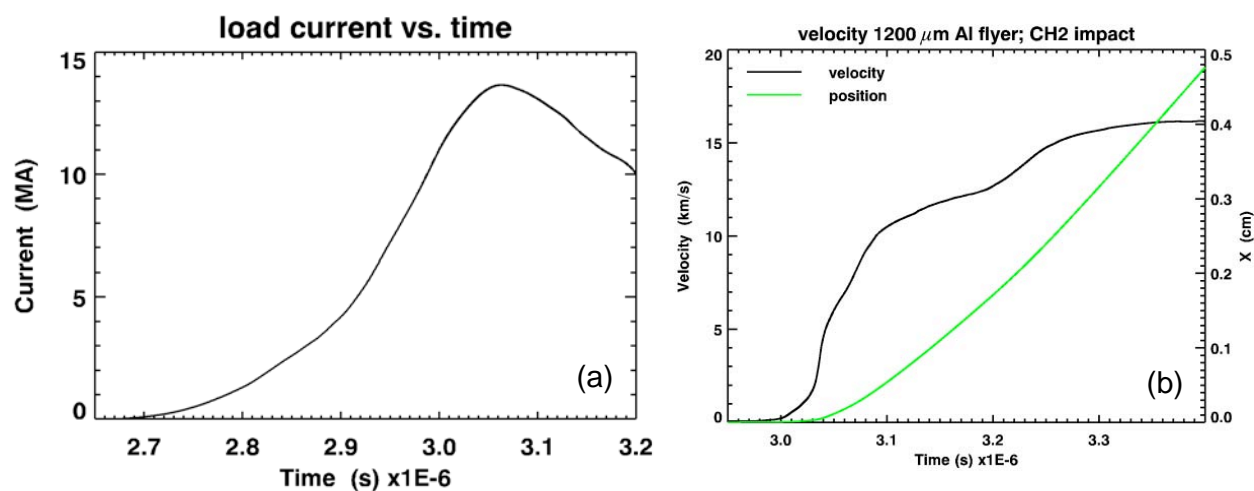 load current vs. time
15
10
5
0
Current (MA)
2.7 2.8 2.9 3.0 3.1 3.2
Time (s) x1E-6
(a)
velocity 1200 μm Al flyer; CH2 impact
velocity
position
20
15
10
5
0
Velocity (km/s)
0.5
0.4
0.3
0.2
0.1
0.0
X (cm)
3.0 3.1 3.2 3.3
Time (s) x1E-6
(b)